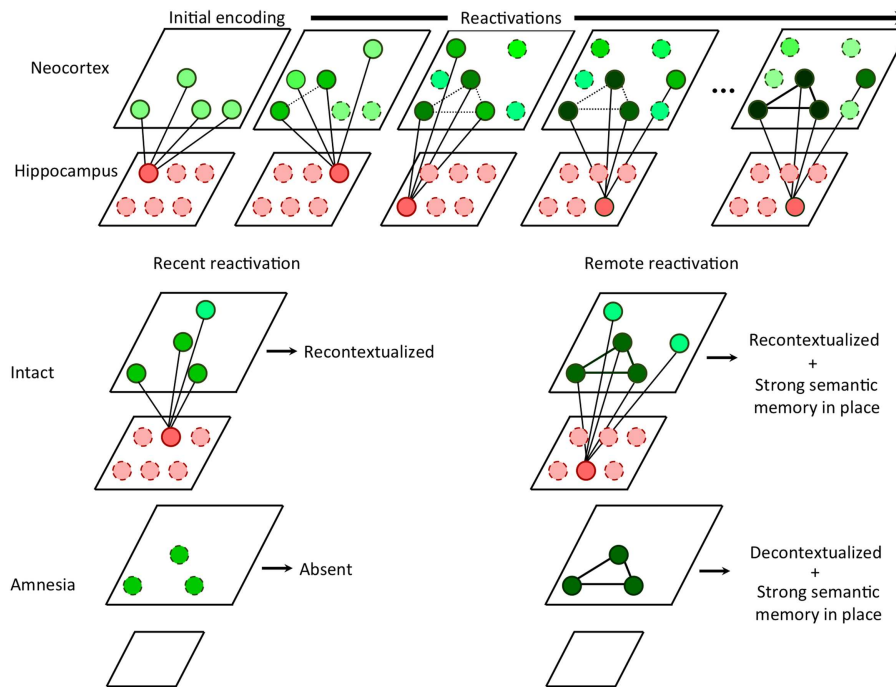 Initial encoding
Reactivations
Neocortex
...
Hippocampus
Recent reactivation
Remote reactivation
Intact
Recontextualized
Recontextualized
+
Strong semantic
memory in place
Amnesia
Absent
Decontextualized
+
Strong semantic
memory in place